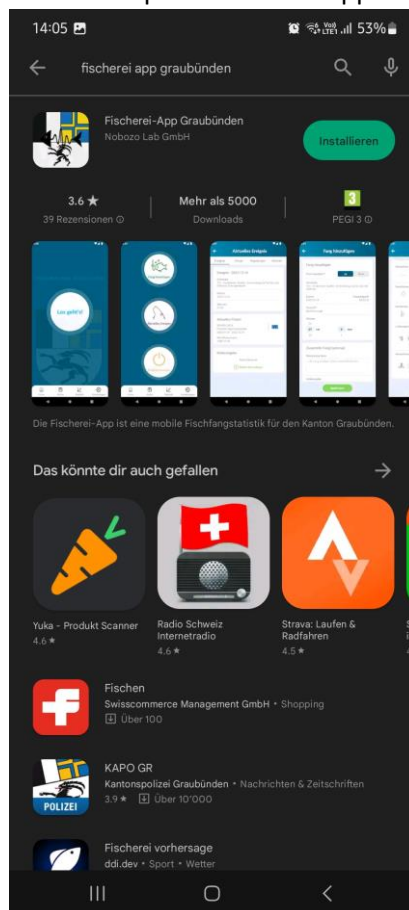 14:05
53%
fischerei app graubünden
Fischerei-App Graubünden
Nobozo Lab GmbH
Installieren
3.6 ★
39 Rezensionen
Mehr als 5000
Downloads
3
PEGI 3
Los geht's!
Aktuelles Ereignis
Fang hinzufügen
Die Fischerei-App ist eine mobile Fischfangstatistik für den Kanton Graubünden.
Das könnte dir auch gefallen
Yuka - Produkt Scanner
4.6 ★
Radio Schweiz
Internetradio
4.6 ★
Strava: Laufen &
Radfahren
4.5 ★
Fischen
Swisscommerce Management GmbH • Shopping
Über 100
KAPO GR
Kantonspolizei Graubünden • Nachrichten & Zeitschriften
3.9 ★ Über 10'000
POLIZEI
Fischerei vorhersage
ddi.dev • Sport • Wetter